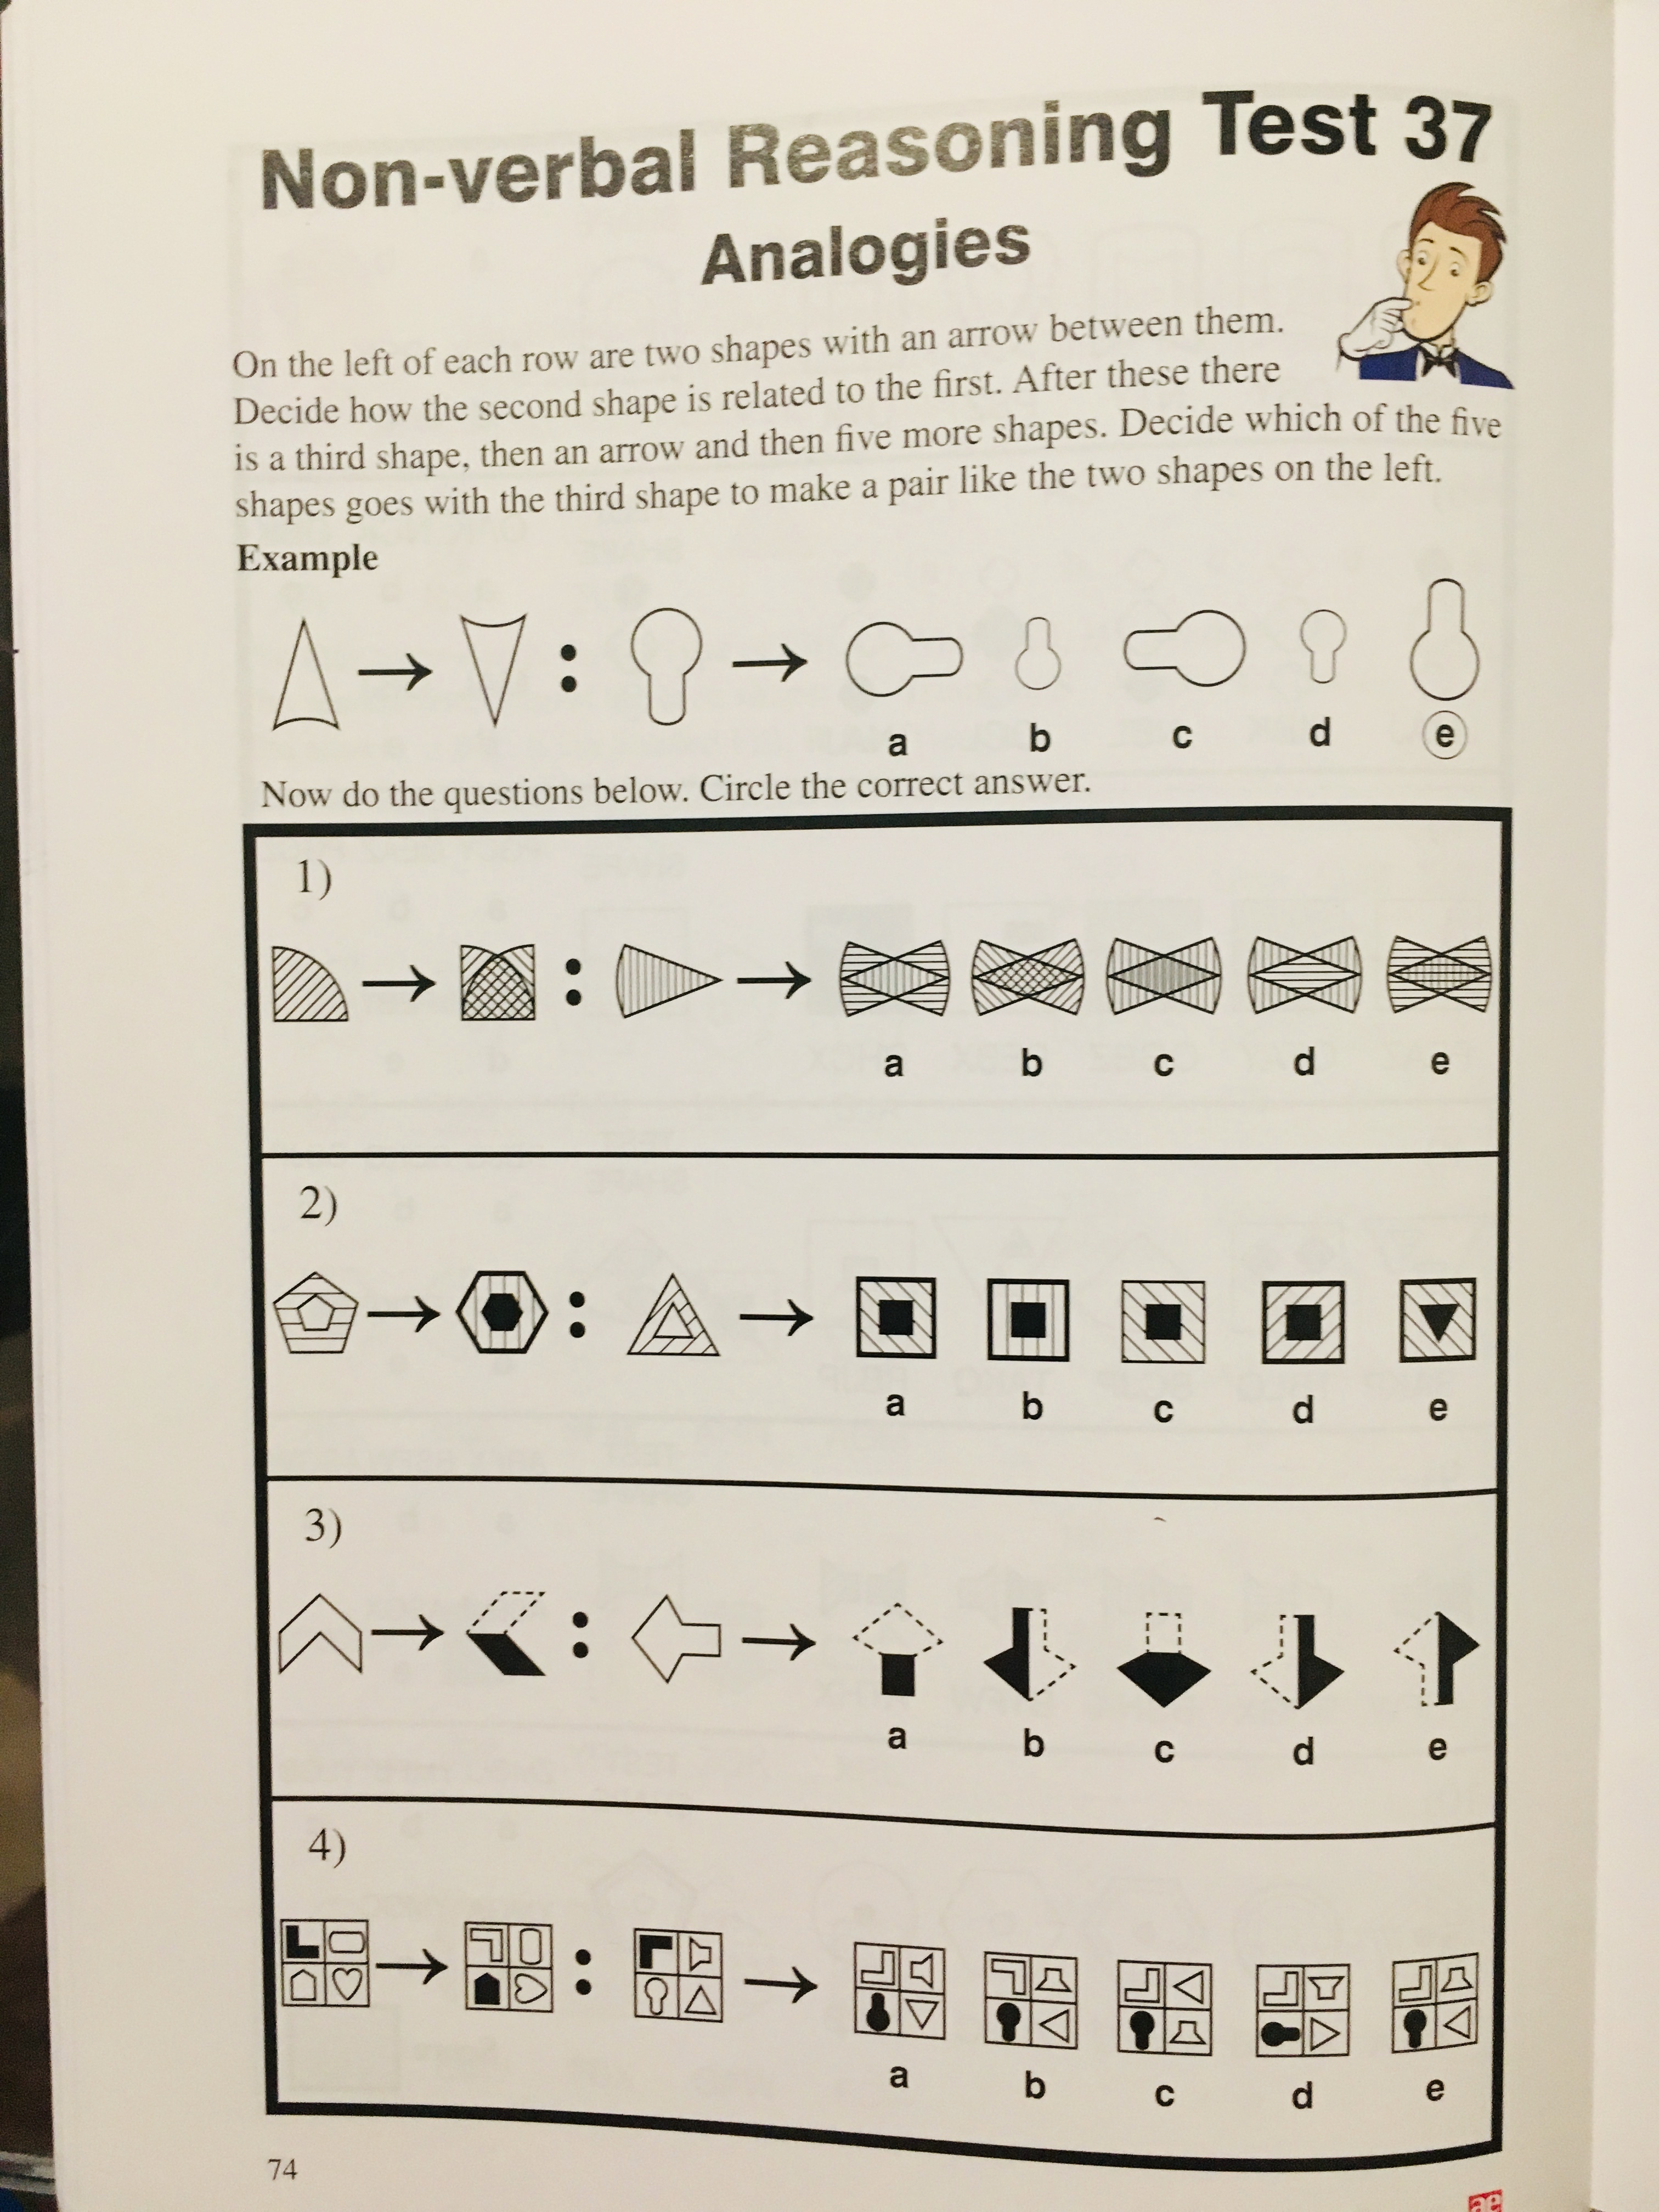 Non-verbal Reasoning Test 37
Analogies
On the left of each row are two shapes with an arrow between them.
Decide how the second shape is related to the first. After these there
is a third shape, then an arrow and then five more shapes. Decide which of the five
shapes goes with the third shape to make a pair like the two shapes on the left.
Example
a b c d e
Now do the questions below. Circle the correct answer.
1)
a b c d e
2)
a b c d e
3)
a b c d e
4)
a b c d e
74
ae